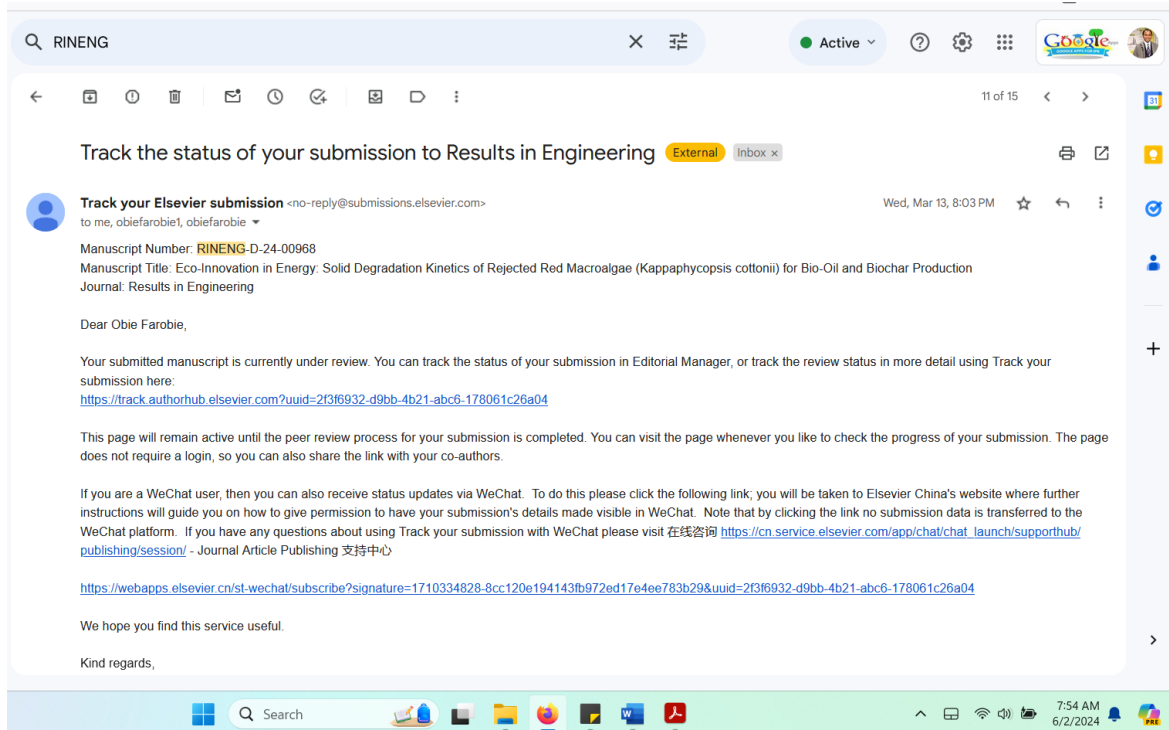 RINENG
Active
Google
11 of 15
31
Track the status of your submission to Results in Engineering External Inbox ×
Track your Elsevier submission <no-reply@submissions.elsevier.com>
Wed, Mar 13, 8:03 PM
to me, obiefarobie1, obiefarobie
Manuscript Number: RINENG-D-24-00968
Manuscript Title: Eco-Innovation in Energy: Solid Degradation Kinetics of Rejected Red Macroalgae (Kappaphycopsis cottonii) for Bio-Oil and Biochar Production
Journal: Results in Engineering
Dear Obie Farobie,
Your submitted manuscript is currently under review. You can track the status of your submission in Editorial Manager, or track the review status in more detail using Track your
submission here:
https://track.authorhub.elsevier.com?uuid=2f3f6932-d9bb-4b21-abc6-178061c26a04
This page will remain active until the peer review process for your submission is completed. You can visit the page whenever you like to check the progress of your submission. The page
does not require a login, so you can also share the link with your co-authors.
If you are a WeChat user, then you can also receive status updates via WeChat. To do this please click the following link; you will be taken to Elsevier China's website where further
instructions will guide you on how to give permission to have your submission's details made visible in WeChat. Note that by clicking the link no submission data is transferred to the
WeChat platform. If you have any questions about using Track your submission with WeChat please visit 在线咨询 https://cn.service.elsevier.com/app/chat/chat_launch/supporthub/
publishing/session/ - Journal Article Publishing 支持中心
https://webapps.elsevier.cn/st-wechat/subscribe?signature=1710334828-8cc120e194143fb972ed17e4ee783b29&uuid=2f3f6932-d9bb-4b21-abc6-178061c26a04
We hope you find this service useful.
Kind regards,
Search
7:54 AM
6/2/2024
PRE